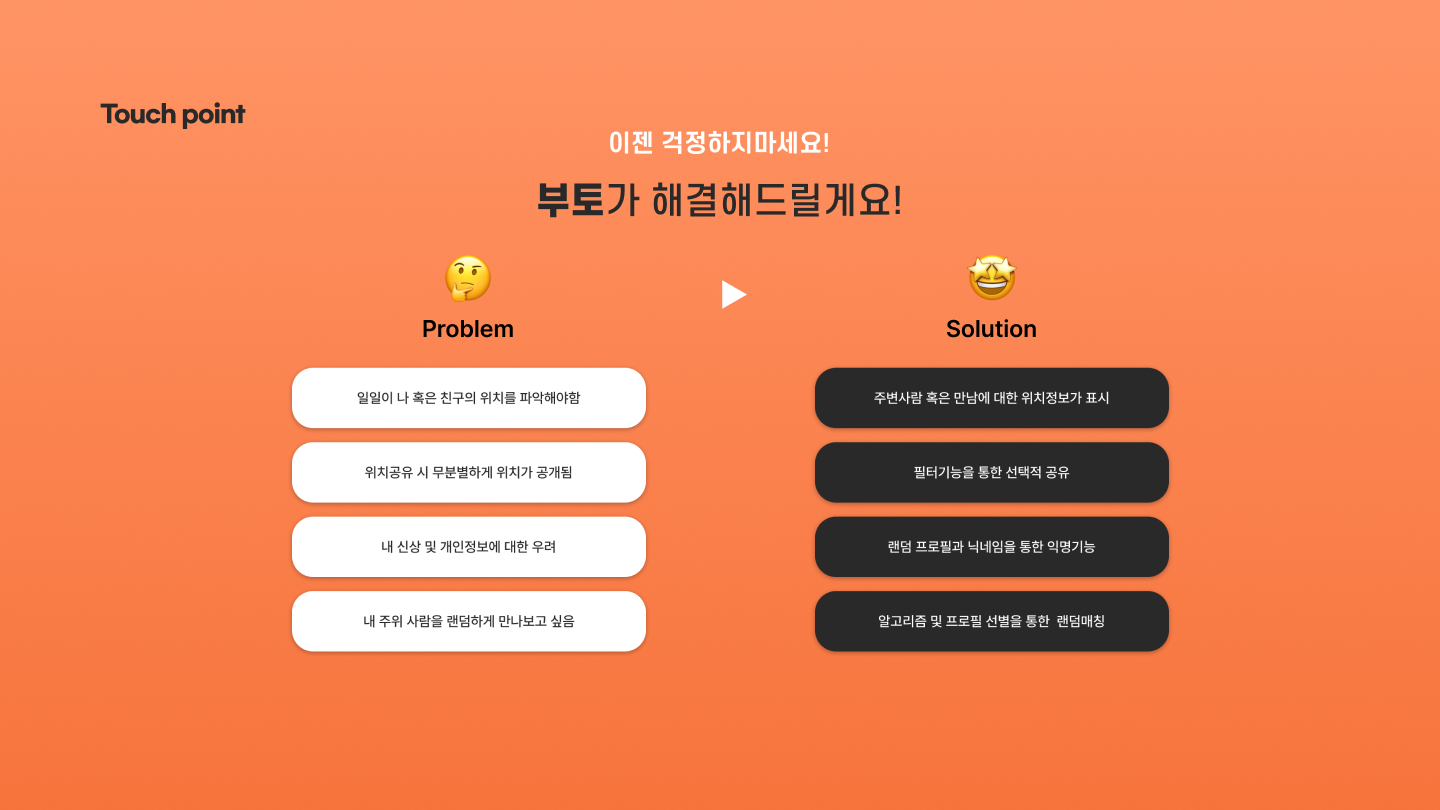 Touch point
이젠 걱정하지마세요!
부토가 해결해드릴게요!
Problem
일일이 나 혹은 친구의 위치를 파악해야함
위치공유 시 무분별하게 위치가 공개됨
내 신상 및 개인정보에 대한 우려
내 주위 사람을 랜덤하게 만나보고 싶음
Solution
주변사람 혹은 만남에 대한 위치정보가 표시
필터기능을 통한 선택적 공유
랜덤 프로필과 닉네임을 통한 익명기능
알고리즘 및 프로필 선별을 통한 랜덤매칭